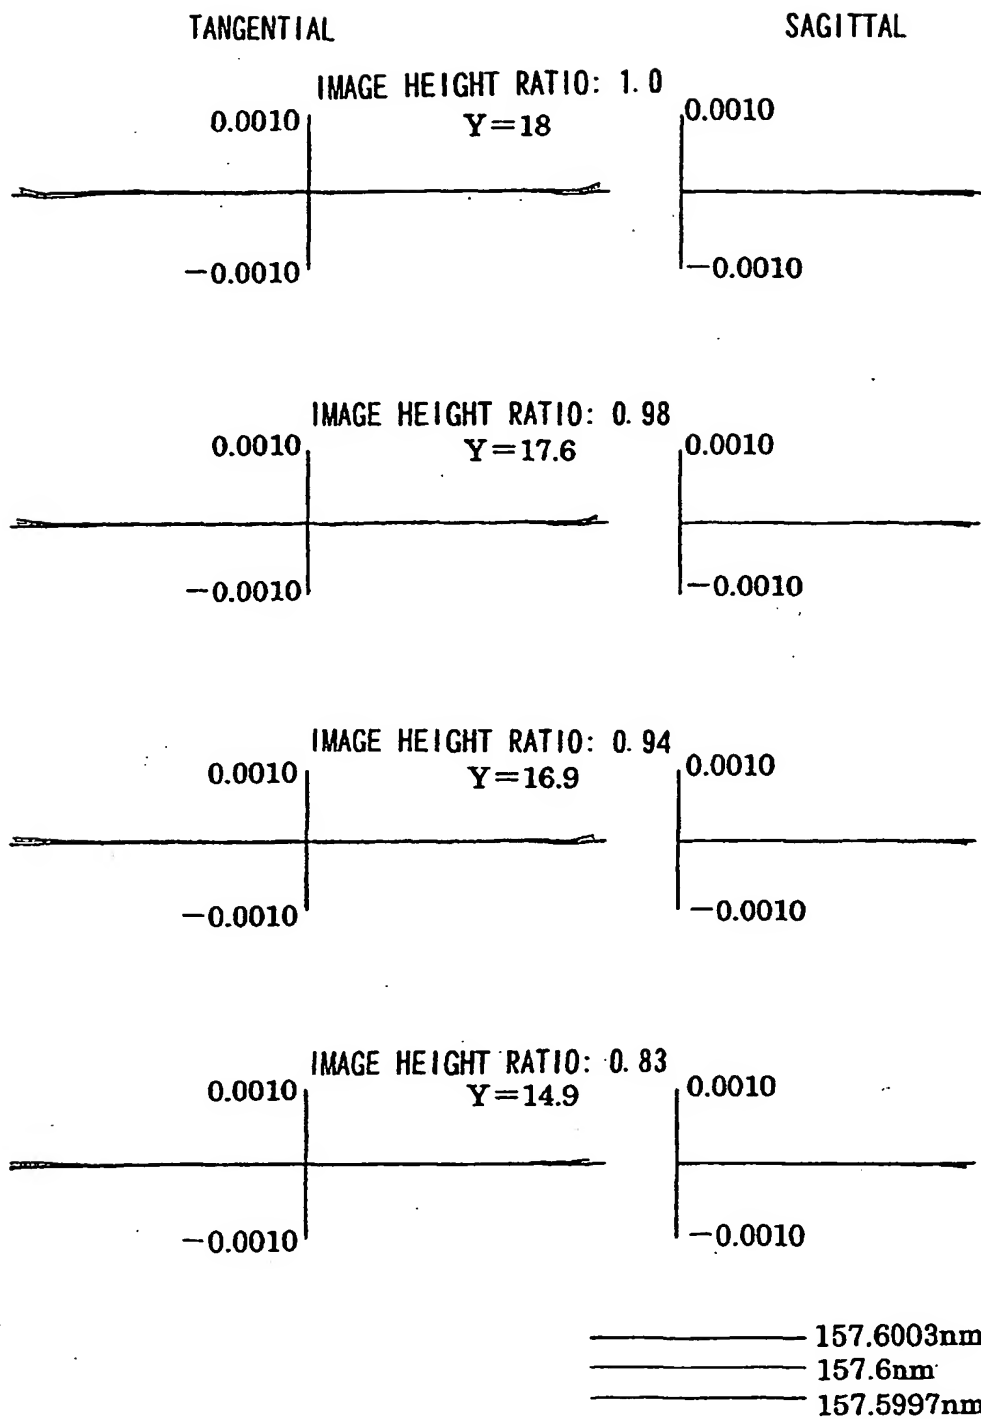 TANGENTIAL SAGITTAL
IMAGE HEIGHT RATIO: 1.0
0.0010 Y=18 0.0010
−0.0010 −0.0010
IMAGE HEIGHT RATIO: 0.98
0.0010 Y=17.6 0.0010
−0.0010 −0.0010
IMAGE HEIGHT RATIO: 0.94
0.0010 Y=16.9 0.0010
−0.0010 −0.0010
IMAGE HEIGHT RATIO: 0.83
0.0010 Y=14.9 0.0010
−0.0010 −0.0010
157.6003nm
157.6nm
157.5997nm